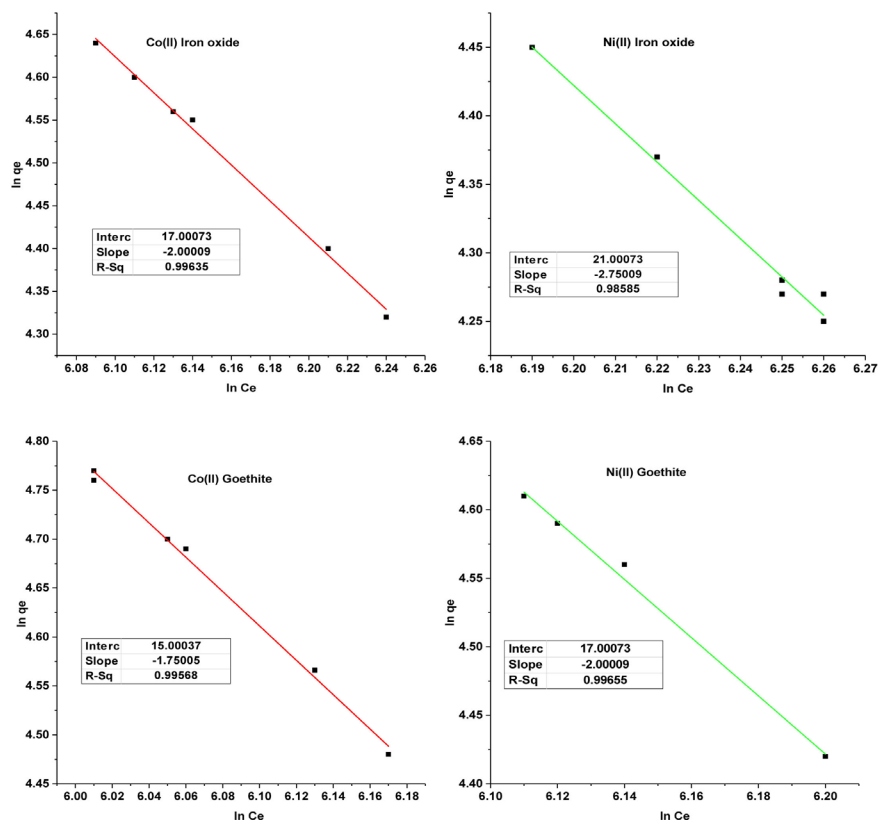 Co(II) Iron oxide
4.65
4.60
4.55
4.50
4.45
4.40
4.35
4.30
ln qe
Interc 17.00073
Slope -2.00009
R-Sq 0.99635
6.08 6.10 6.12 6.14 6.16 6.18 6.20 6.22 6.24 6.26
ln Ce
Ni(II) Iron oxide
4.45
4.40
4.35
4.30
4.25
ln qe
Interc 21.00073
Slope -2.75009
R-Sq 0.98585
6.18 6.19 6.20 6.21 6.22 6.23 6.24 6.25 6.26 6.27
ln Ce
Co(II) Goethite
4.80
4.75
4.70
4.65
4.60
4.55
4.50
4.45
ln qe
Interc 15.00037
Slope -1.75005
R-Sq 0.99568
6.00 6.02 6.04 6.06 6.08 6.10 6.12 6.14 6.16 6.18
ln Ce
Ni(II) Goethite
4.65
4.60
4.55
4.50
4.45
4.40
ln qe
Interc 17.00073
Slope -2.00009
R-Sq 0.99655
6.10 6.12 6.14 6.16 6.18 6.20
ln Ce